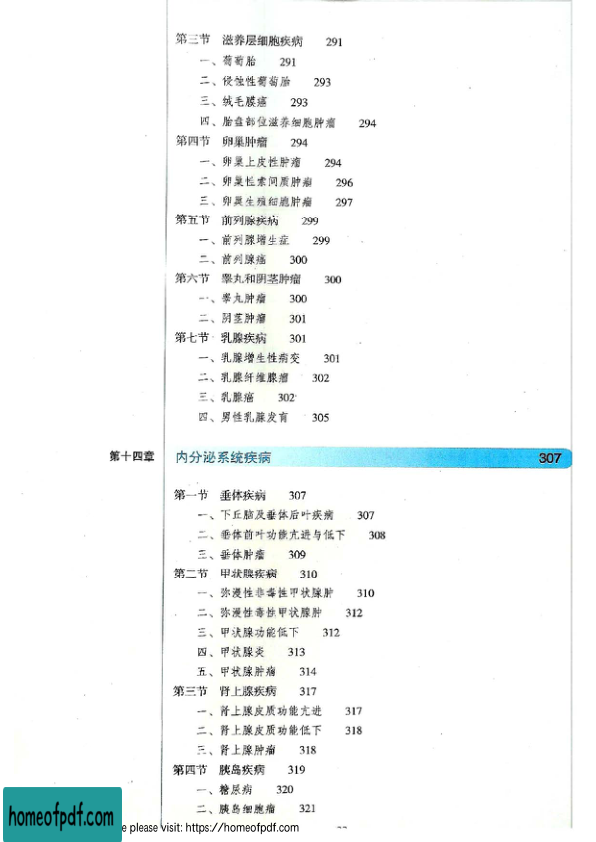 第三节 滋养层细胞疾病 291
一、葡萄胎 291
二、侵蚀性葡萄胎 293
三、绒毛膜癌 293
四、胎盘部位滋养细胞肿瘤 294
第四节 卵巢肿瘤 294
一、卵巢上皮性肿瘤 294
二、卵巢性索间质肿瘤 296
三、卵巢生殖细胞肿瘤 297
第五节 前列腺疾病 299
一、前列腺增生症 299
二、前列腺癌 300
第六节 睾丸和阴茎肿瘤 300
一、睾丸肿瘤 300
二、阴茎肿瘤 301
第七节 乳腺疾病 301
一、乳腺增生性病变 301
二、乳腺纤维腺瘤 302
三、乳腺癌 302
四、男性乳腺发育 305
第十四章 内分泌系统疾病 307
第一节 垂体疾病 307
一、下丘脑及垂体后叶疾病 307
二、垂体前叶功能亢进与低下 308
三、垂体肿瘤 309
第二节 甲状腺疾病 310
一、弥漫性非毒性甲状腺肿 310
二、弥漫性毒性甲状腺肿 312
三、甲状腺功能低下 312
四、甲状腺炎 313
五、甲状腺肿瘤 314
第三节 肾上腺疾病 317
一、肾上腺皮质功能亢进 317
二、肾上腺皮质功能低下 318
三、肾上腺肿瘤 318
第四节 胰岛疾病 319
一、糖尿病 320
二、胰岛细胞瘤 321
homeofpdf.com
e please visit: https://homeofpdf.com